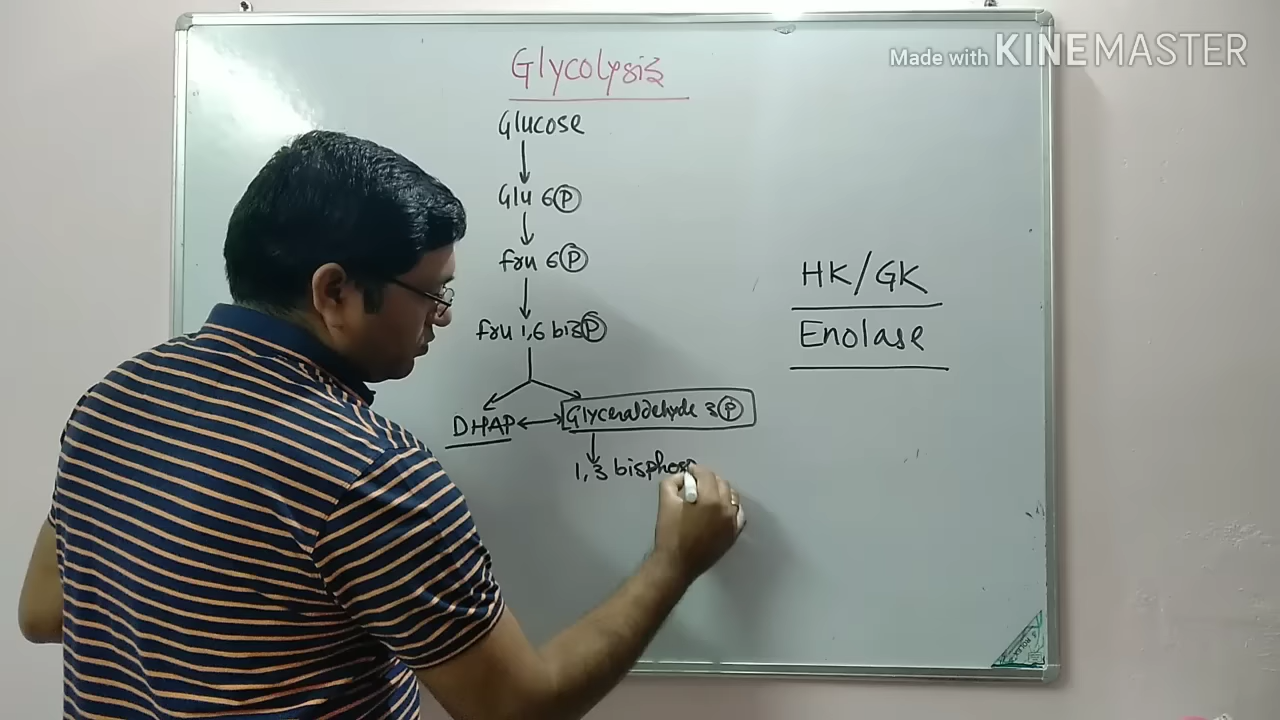 Made with KINEMASTER
Glycolysis
Glucose
Glu 6 P
fru 6 P
fru 1,6 bis P
DHAP
Glyceraldehyde 3 P
1,3 bisphos
HK/GK
Enolase